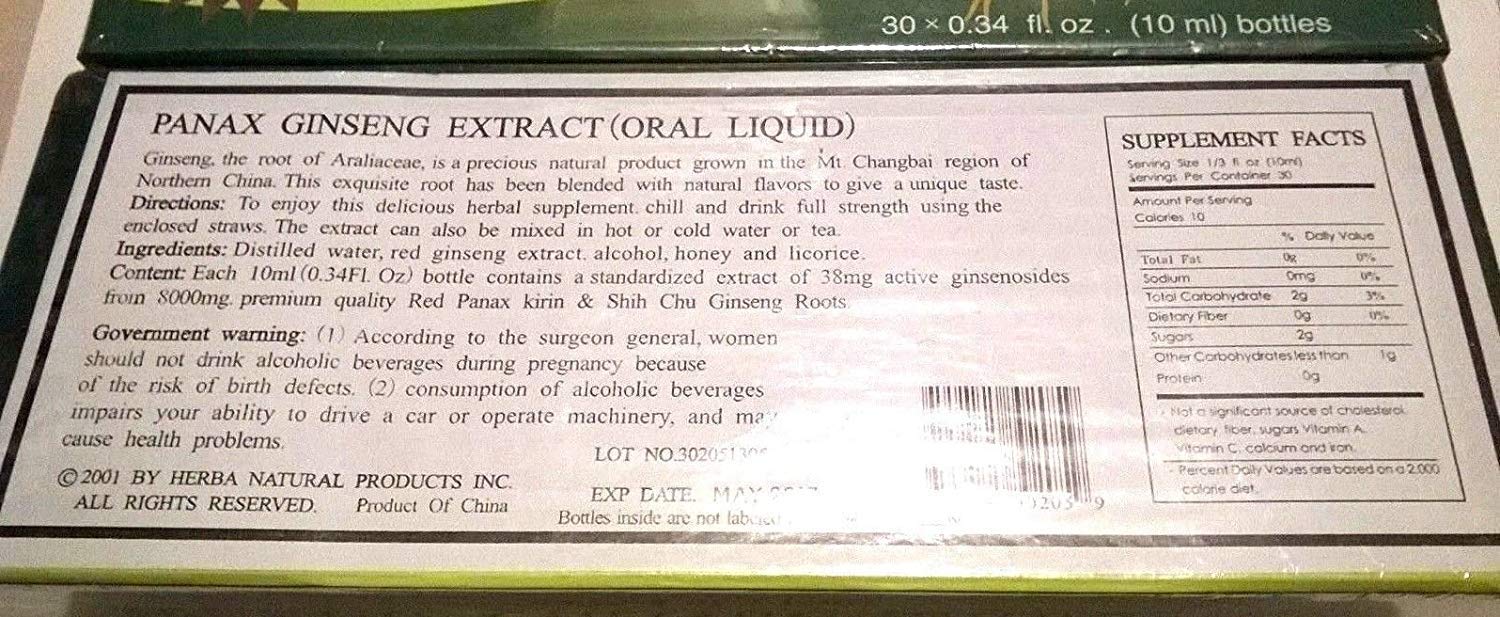 30 × 0.34 fl. oz. (10 ml) bottles
PANAX GINSENG EXTRACT (ORAL LIQUID)
Ginseng, the root of Araliaceae, is a precious natural product grown in the Mt. Changbai region of
Northern China. This exquisite root has been blended with natural flavors to give a unique taste.
Directions: To enjoy this delicious herbal supplement. chill and drink full strength using the
enclosed straws. The extract can also be mixed in hot or cold water or tea.
Ingredients: Distilled water, red ginseng extract, alcohol, honey and licorice.
Content: Each 10ml (0.34Fl. Oz) bottle contains a standardized extract of 38mg active ginsenosides
from 8000mg. premium quality Red Panax kirin & Shih Chu Ginseng Roots.
Government warning: (1) According to the surgeon general, women
should not drink alcoholic beverages during pregnancy because
of the risk of birth defects. (2) consumption of alcoholic beverages
impairs your ability to drive a car or operate machinery, and may
cause health problems.
©2001 BY HERBA NATURAL PRODUCTS INC.
ALL RIGHTS RESERVED. Product Of China
LOT NO.302051
EXP DATE. MAY
Bottles inside are not
9
SUPPLEMENT FACTS
Serving Size 1/3 fl oz (10ml)
Servings Per Container 30
Amount Per Serving
Calories 10
% Daily Value
Total Fat 0g 0%
Sodium 0mg 0%
Total Carbohydrate 2g 3%
Dietary Fiber 0g 0%
Sugars 2g
Other Carbohydrates less than 1g
Protein 0g
- Not a significant source of cholesterol,
dietary fiber, sugars Vitamin A,
Vitamin C, calcium and iron.
- Percent Daily Values are based on a 2,000
calorie diet.